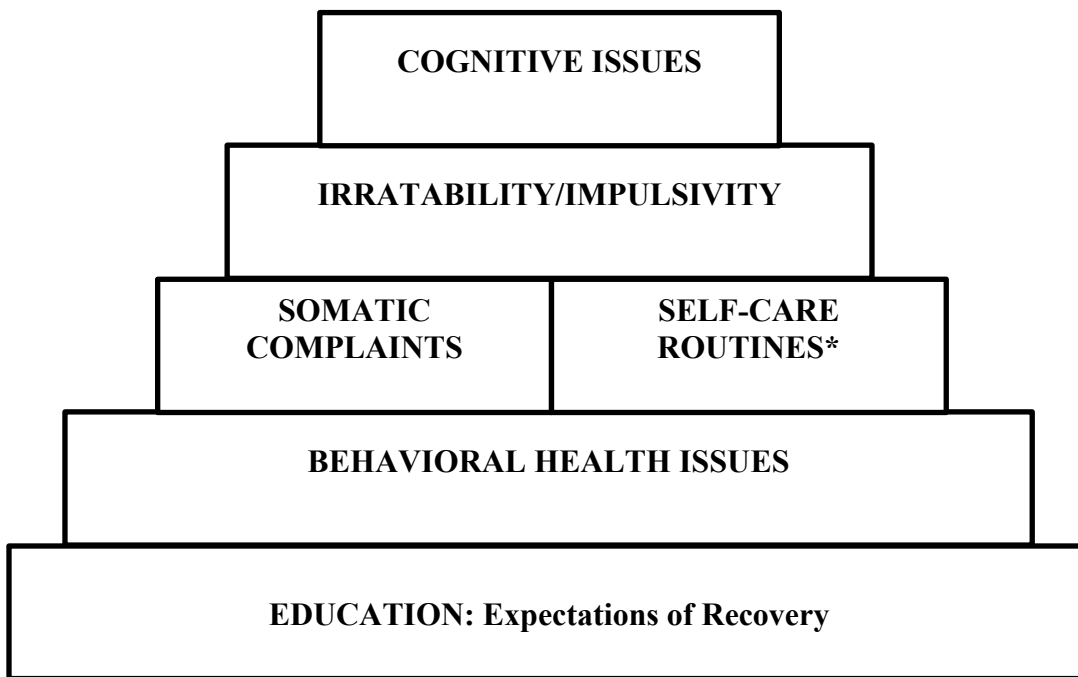 COGNITIVE ISSUES
IRRATABILITY/IMPULSIVITY
SOMATIC
COMPLAINTS
SELF-CARE
ROUTINES*
BEHAVIORAL HEALTH ISSUES
EDUCATION: Expectations of Recovery